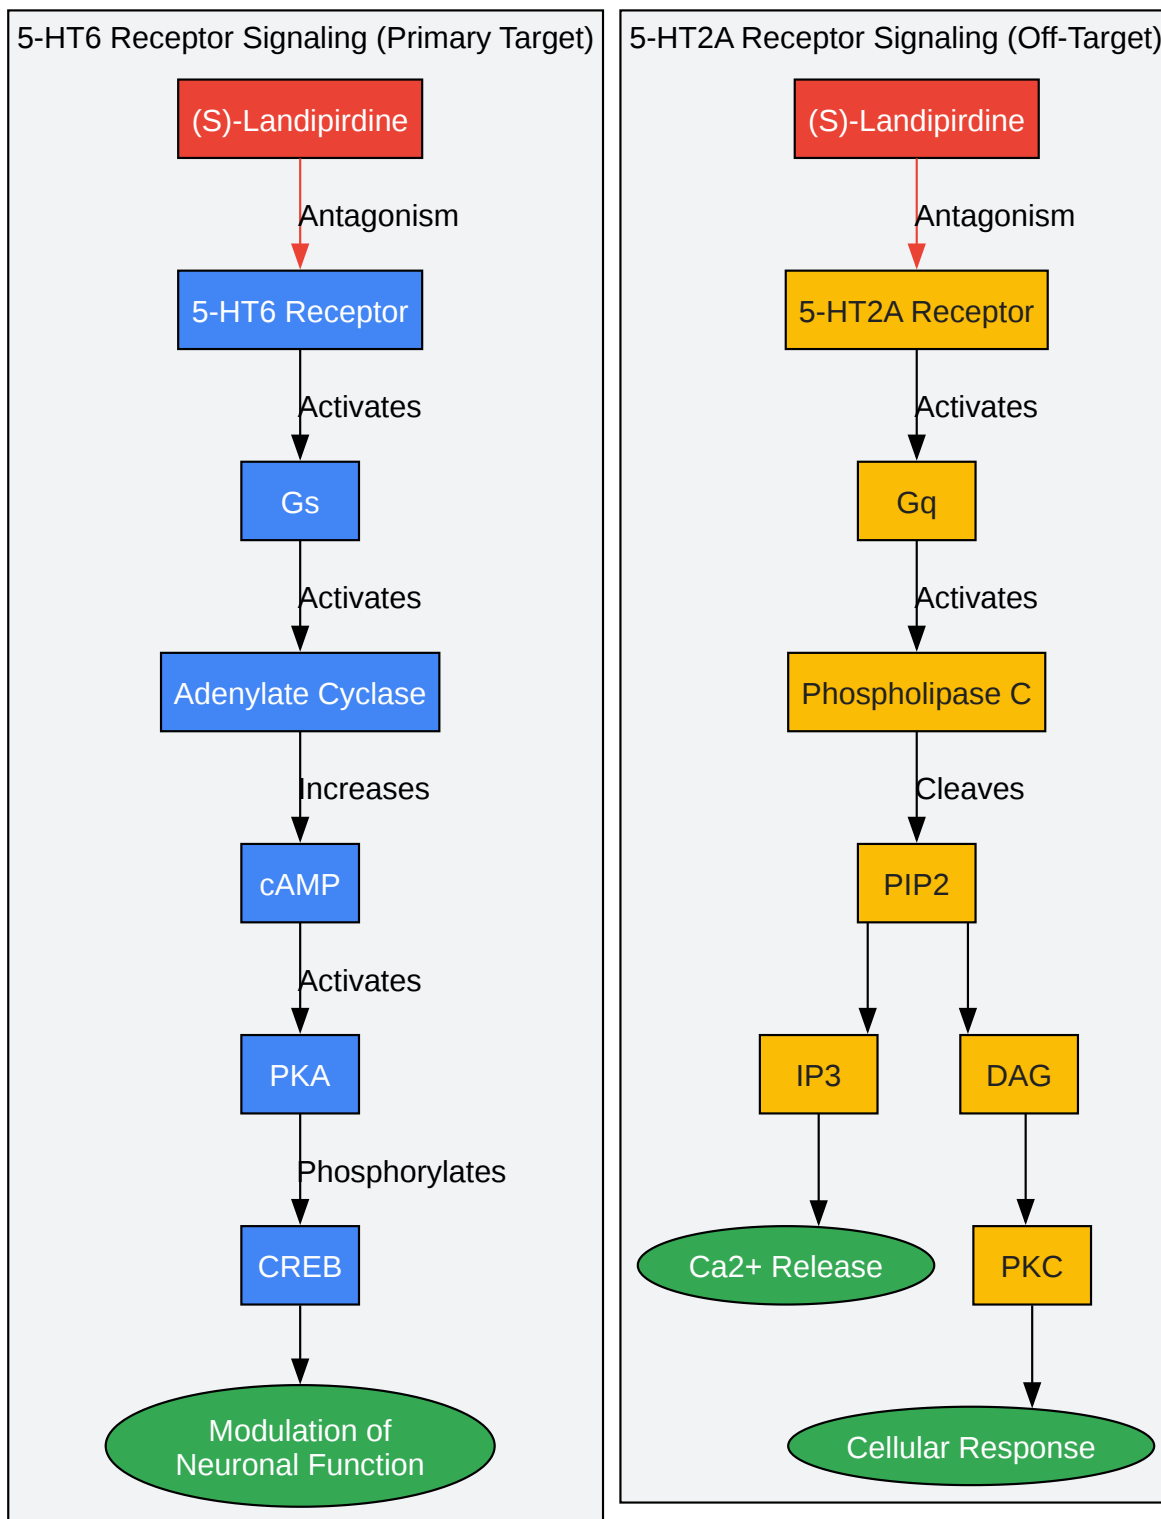 5-HT6 Receptor Signaling (Primary Target)
(S)-Landipirdine
Antagonism
5-HT6 Receptor
Activates
Gs
Activates
Adenylate Cyclase
Increases
cAMP
Activates
PKA
Phosphorylates
CREB
Modulation of
Neuronal Function
5-HT2A Receptor Signaling (Off-Target)
(S)-Landipirdine
Antagonism
5-HT2A Receptor
Activates
Gq
Activates
Phospholipase C
Cleaves
PIP2
IP3
DAG
Ca2+ Release
PKC
Cellular Response